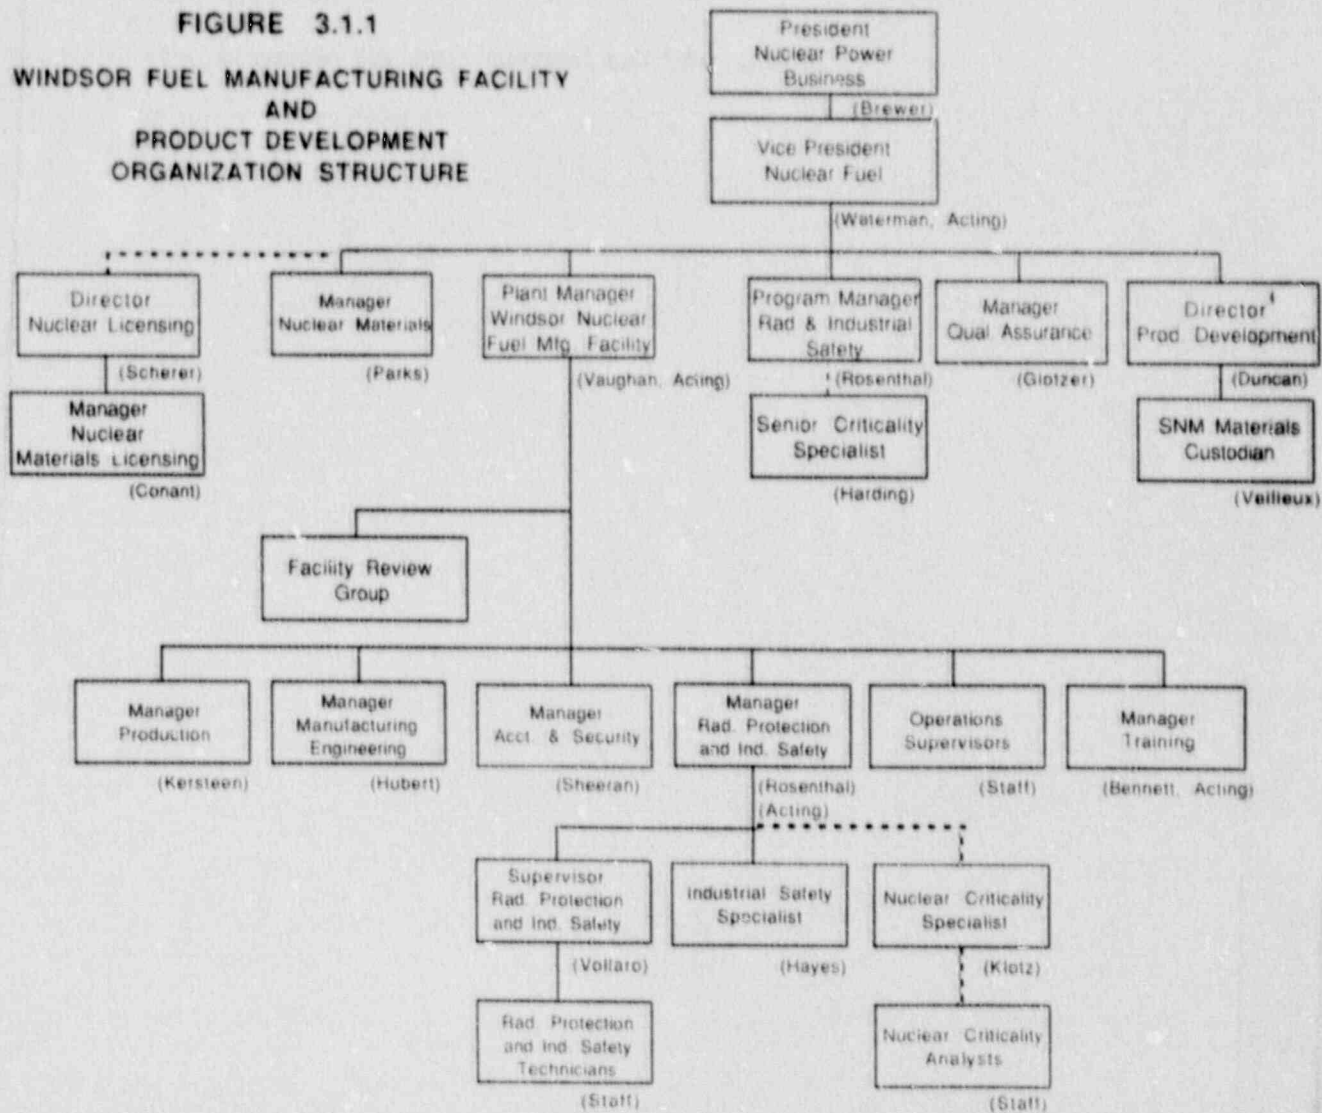 FIGURE 3.1.1
WINDSOR FUEL MANUFACTURING FACILITY
AND
PRODUCT DEVELOPMENT
ORGANIZATION STRUCTURE
President
Nuclear Power
Business
(Brewer)
Vice President
Nuclear Fuel
(Waterman, Acting)
Director
Nuclear Licensing
(Scherer)
Manager
Nuclear Materials
(Parks)
Plant Manager
Windsor Nuclear
Fuel Mfg. Facility
(Vaughan, Acting)
Program Manager
Rad & Industrial
Safety
(Rosenthal)
Manager
Qual Assurance
(Glotzer)
Director
Prod. Development
(Duncan)
Manager
Nuclear
Materials Licensing
(Conant)
Senior Criticality
Specialist
(Harding)
SNM Materials
Custodian
(Veilleux)
Facility Review
Group
Manager
Production
(Kersteen)
Manager
Manufacturing
Engineering
(Hubert)
Manager
Acct. & Security
(Sheeran)
Manager
Rad. Protection
and Ind. Safety
(Rosenthal)
(Acting)
Operations
Supervisors
(Staff)
Manager
Training
(Bennett, Acting)
Supervisor
Rad. Protection
and Ind. Safety
(Vollaro)
Industrial Safety
Specialist
(Hayes)
Nuclear Criticality
Specialist
(Klotz)
Rad Protection
and Ind. Safety
Technicians
(Staff)
Nuclear Criticality
Analysts
(Staff)